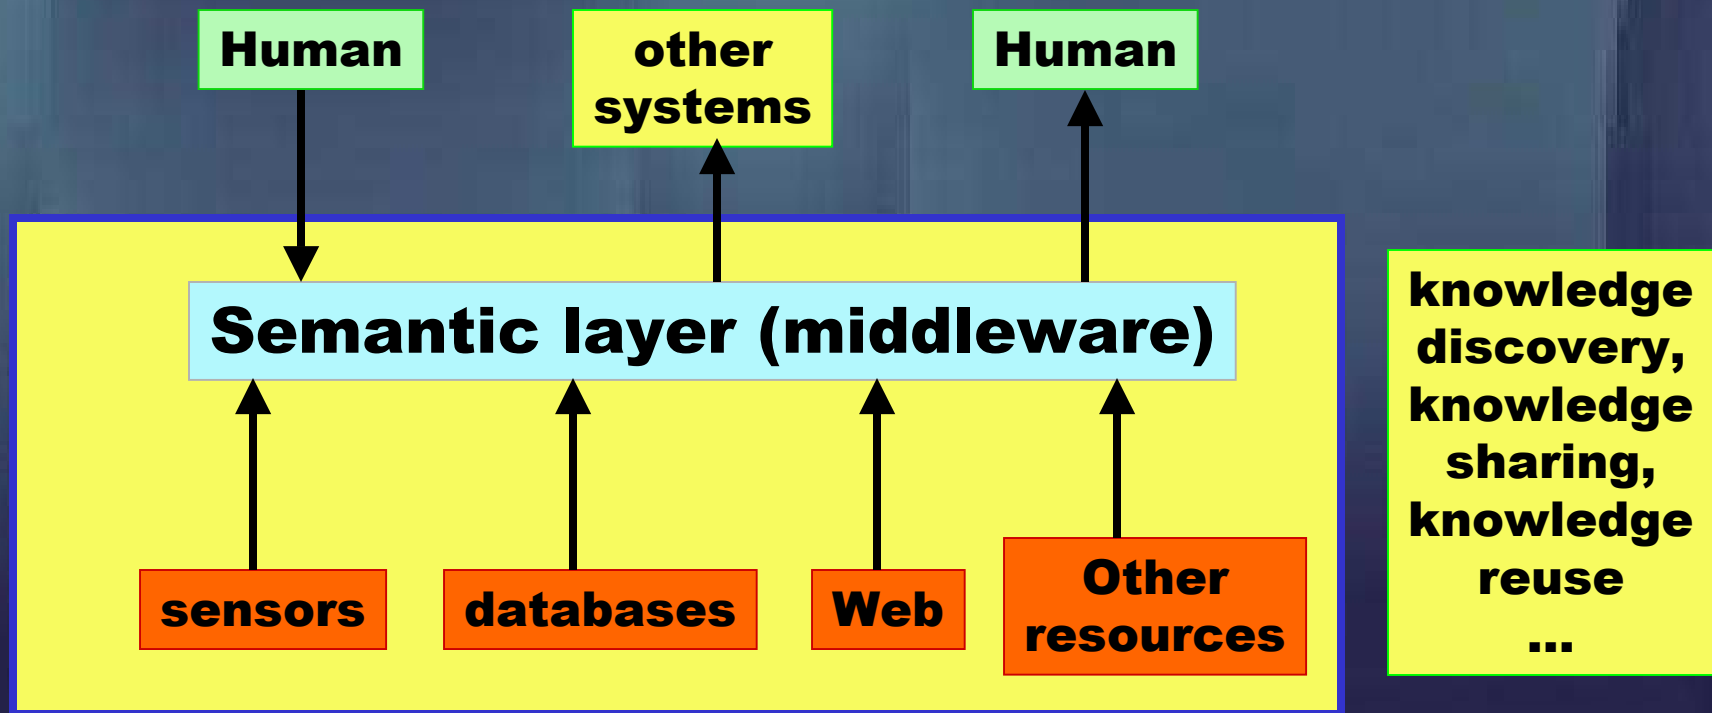 Human
other
systems
Human
Semantic layer (middleware)
sensors
databases
Web
Other
resources
knowledge
discovery,
knowledge
sharing,
knowledge
reuse
...